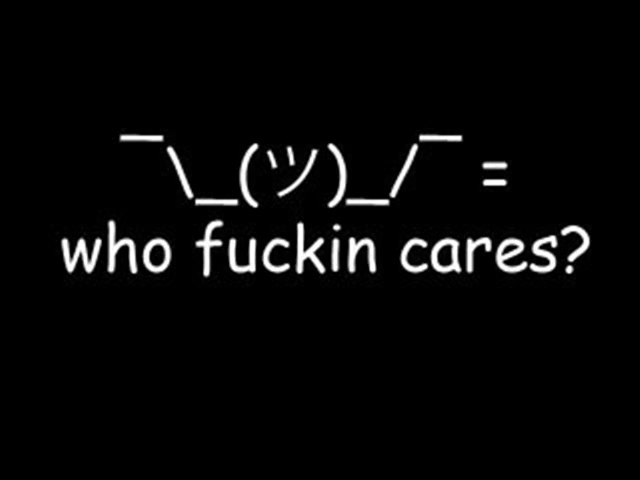 ¯\_(ツ)_/¯ =
who fuckin cares?